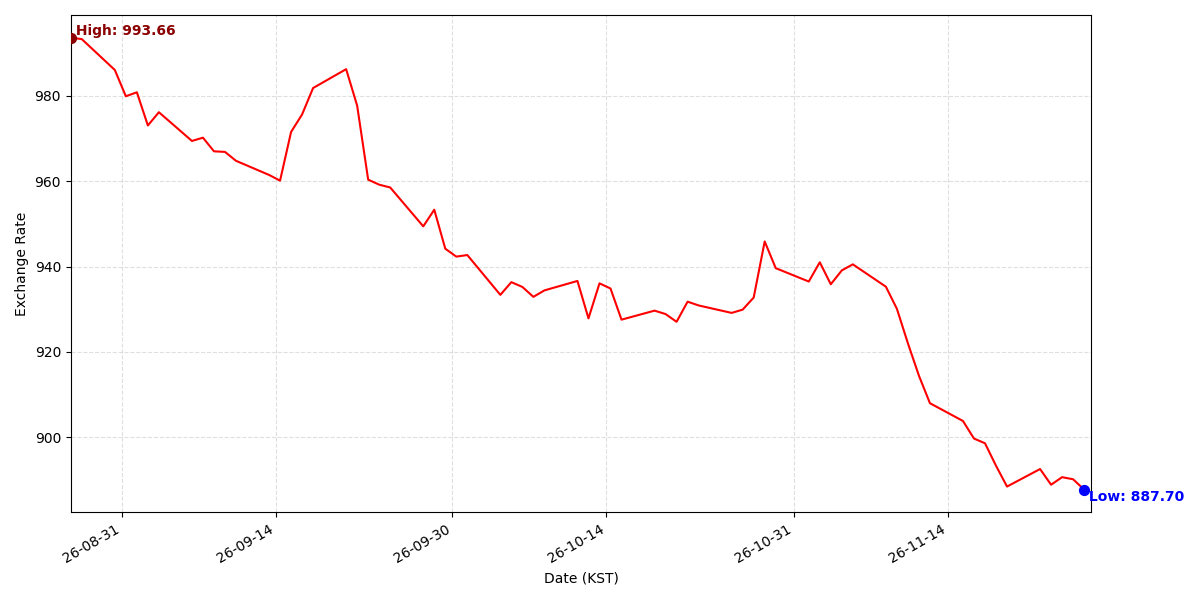 High: 993.66
980
960
940
920
900
Exchange Rate
Low: 887.70
26-08-31
26-09-14
26-09-30
26-10-14
26-10-31
26-11-14
Date (KST)